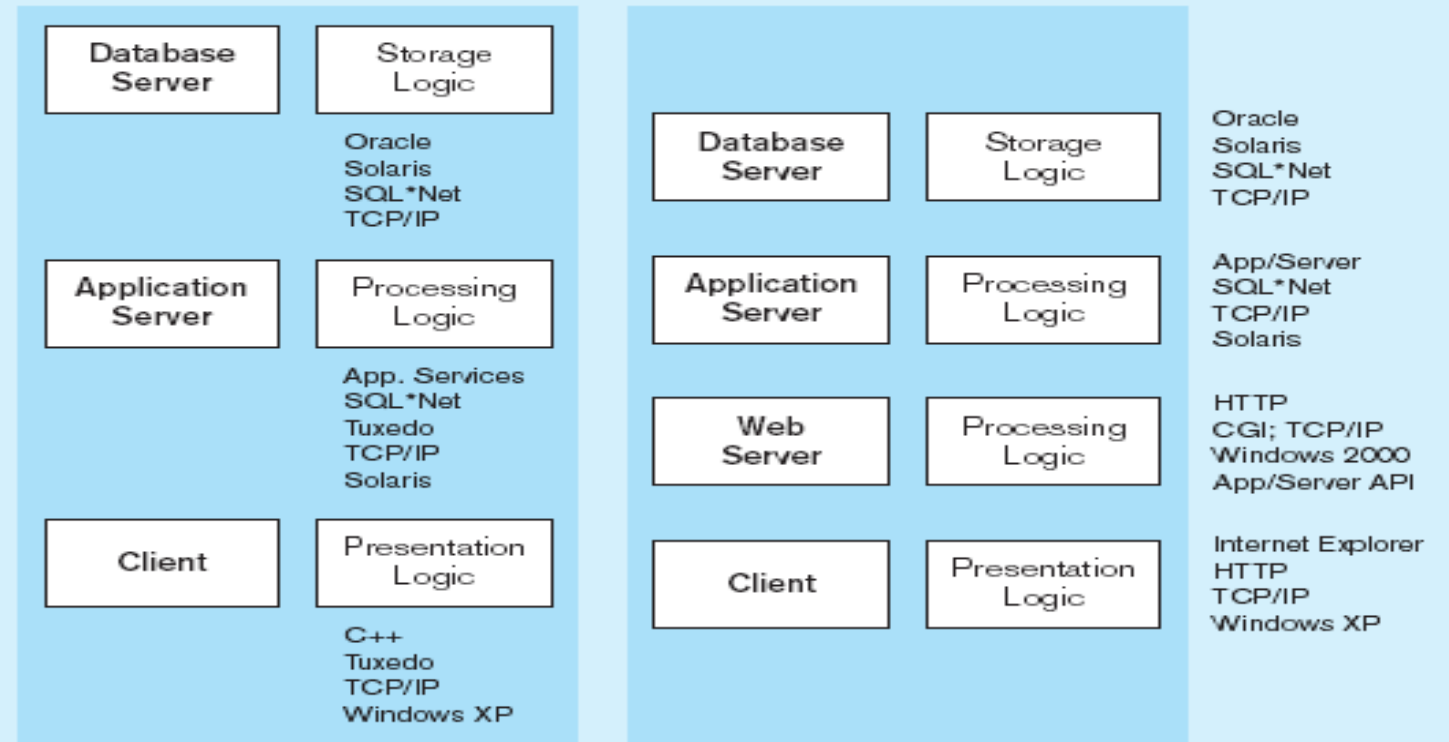 Database
Server
Storage
Logic
Oracle
Solaris
SQL*Net
TCP/IP
Application
Server
Processing
Logic
App. Services
SQL*Net
Tuxedo
TCP/IP
Solaris
Client
Presentation
Logic
C++
Tuxedo
TCP/IP
Windows XP
Database
Server
Storage
Logic
Oracle
Solaris
SQL*Net
TCP/IP
Application
Server
Processing
Logic
App/Server
SQL*Net
TCP/IP
Solaris
Web
Server
Processing
Logic
HTTP
CGI; TCP/IP
Windows 2000
App/Server API
Client
Presentation
Logic
Internet Explorer
HTTP
TCP/IP
Windows XP